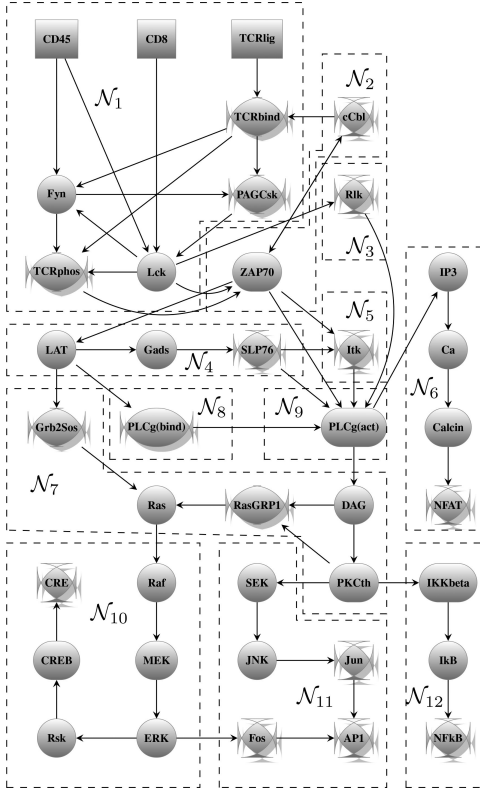 CD45 CD8 TCRlig
𝒩1 𝒩2
TCRbind cCbl
Fyn PAGCsk Rlk
𝒩3
TCRphos Lck ZAP70 IP3
𝒩5
LAT Gads SLP76 Itk Ca
𝒩4
𝒩6
𝒩8 𝒩9
Grb2Sos PLCg(bind) PLCg(act) Calcin
𝒩7
Ras RasGRP1 DAG NFAT
CRE Raf SEK PKCth IKKbeta
𝒩10
CREB MEK JNK Jun IkB
𝒩11 𝒩12
Rsk ERK Fos AP1 NFkB